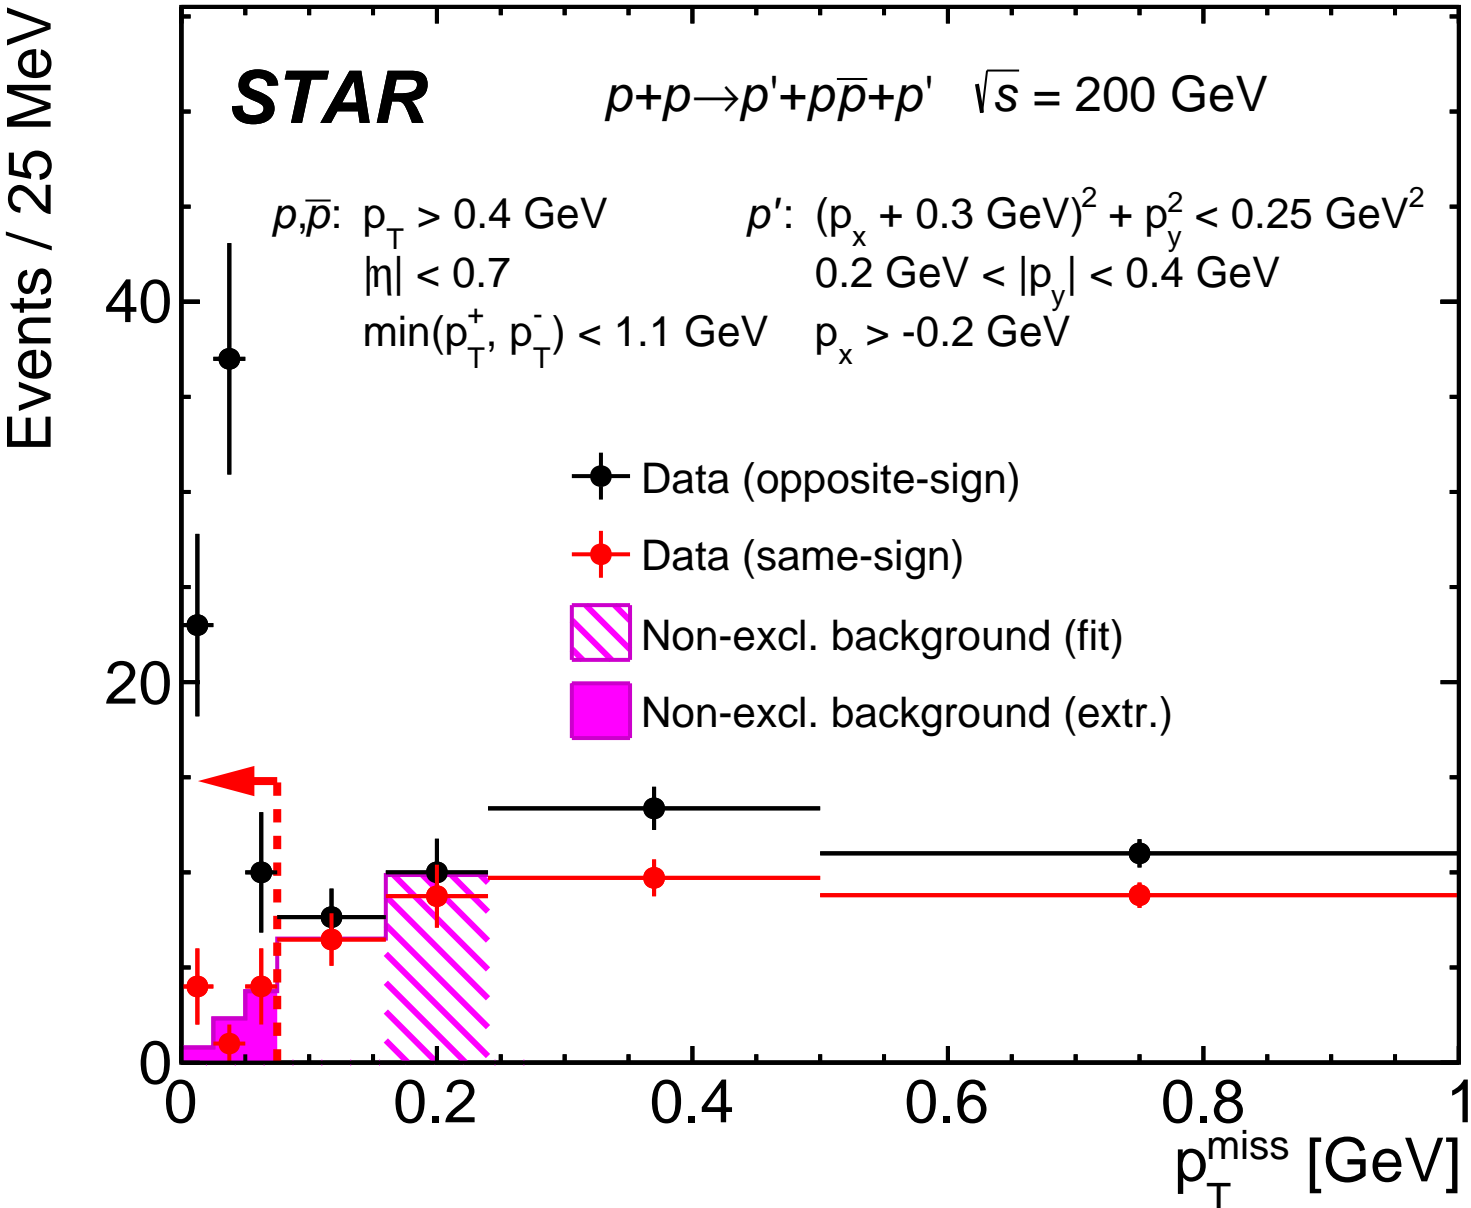 Events / 25 MeV
STAR
p+p→p'+pp̅+p' √s = 200 GeV
p,p̅: p_T > 0.4 GeV
|η| < 0.7
min(p_T^+, p_T^-) < 1.1 GeV
p': (p_x + 0.3 GeV)^2 + p_y^2 < 0.25 GeV^2
0.2 GeV < |p_y| < 0.4 GeV
p_x > -0.2 GeV
Data (opposite-sign)
Data (same-sign)
Non-excl. background (fit)
Non-excl. background (extr.)
40
20
0
0 0.2 0.4 0.6 0.8 1
p_T^miss [GeV]